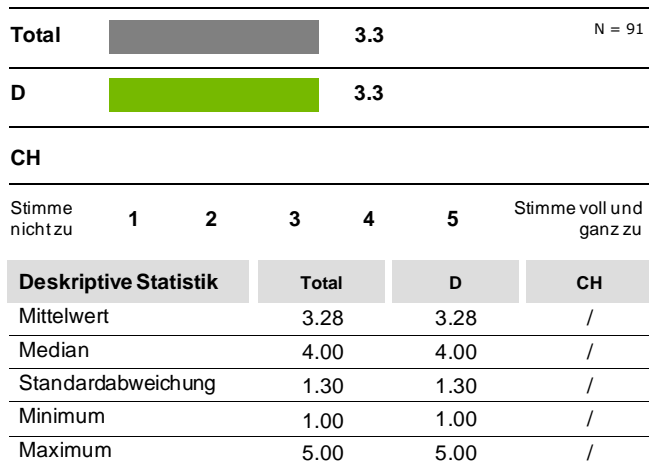 Total 3.3 N = 91
D 3.3
CH
Stimme nicht zu 1 2 3 4 5 Stimme voll und ganz zu
Deskriptive Statistik Total D CH
Mittelwert 3.28 3.28 /
Median 4.00 4.00 /
Standardabweichung 1.30 1.30 /
Minimum 1.00 1.00 /
Maximum 5.00 5.00 /